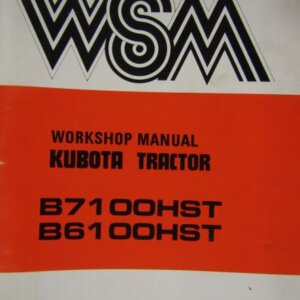 WSM
WORKSHOP MANUAL
KUBOTA TRACTOR
B7100HST
B6100HST